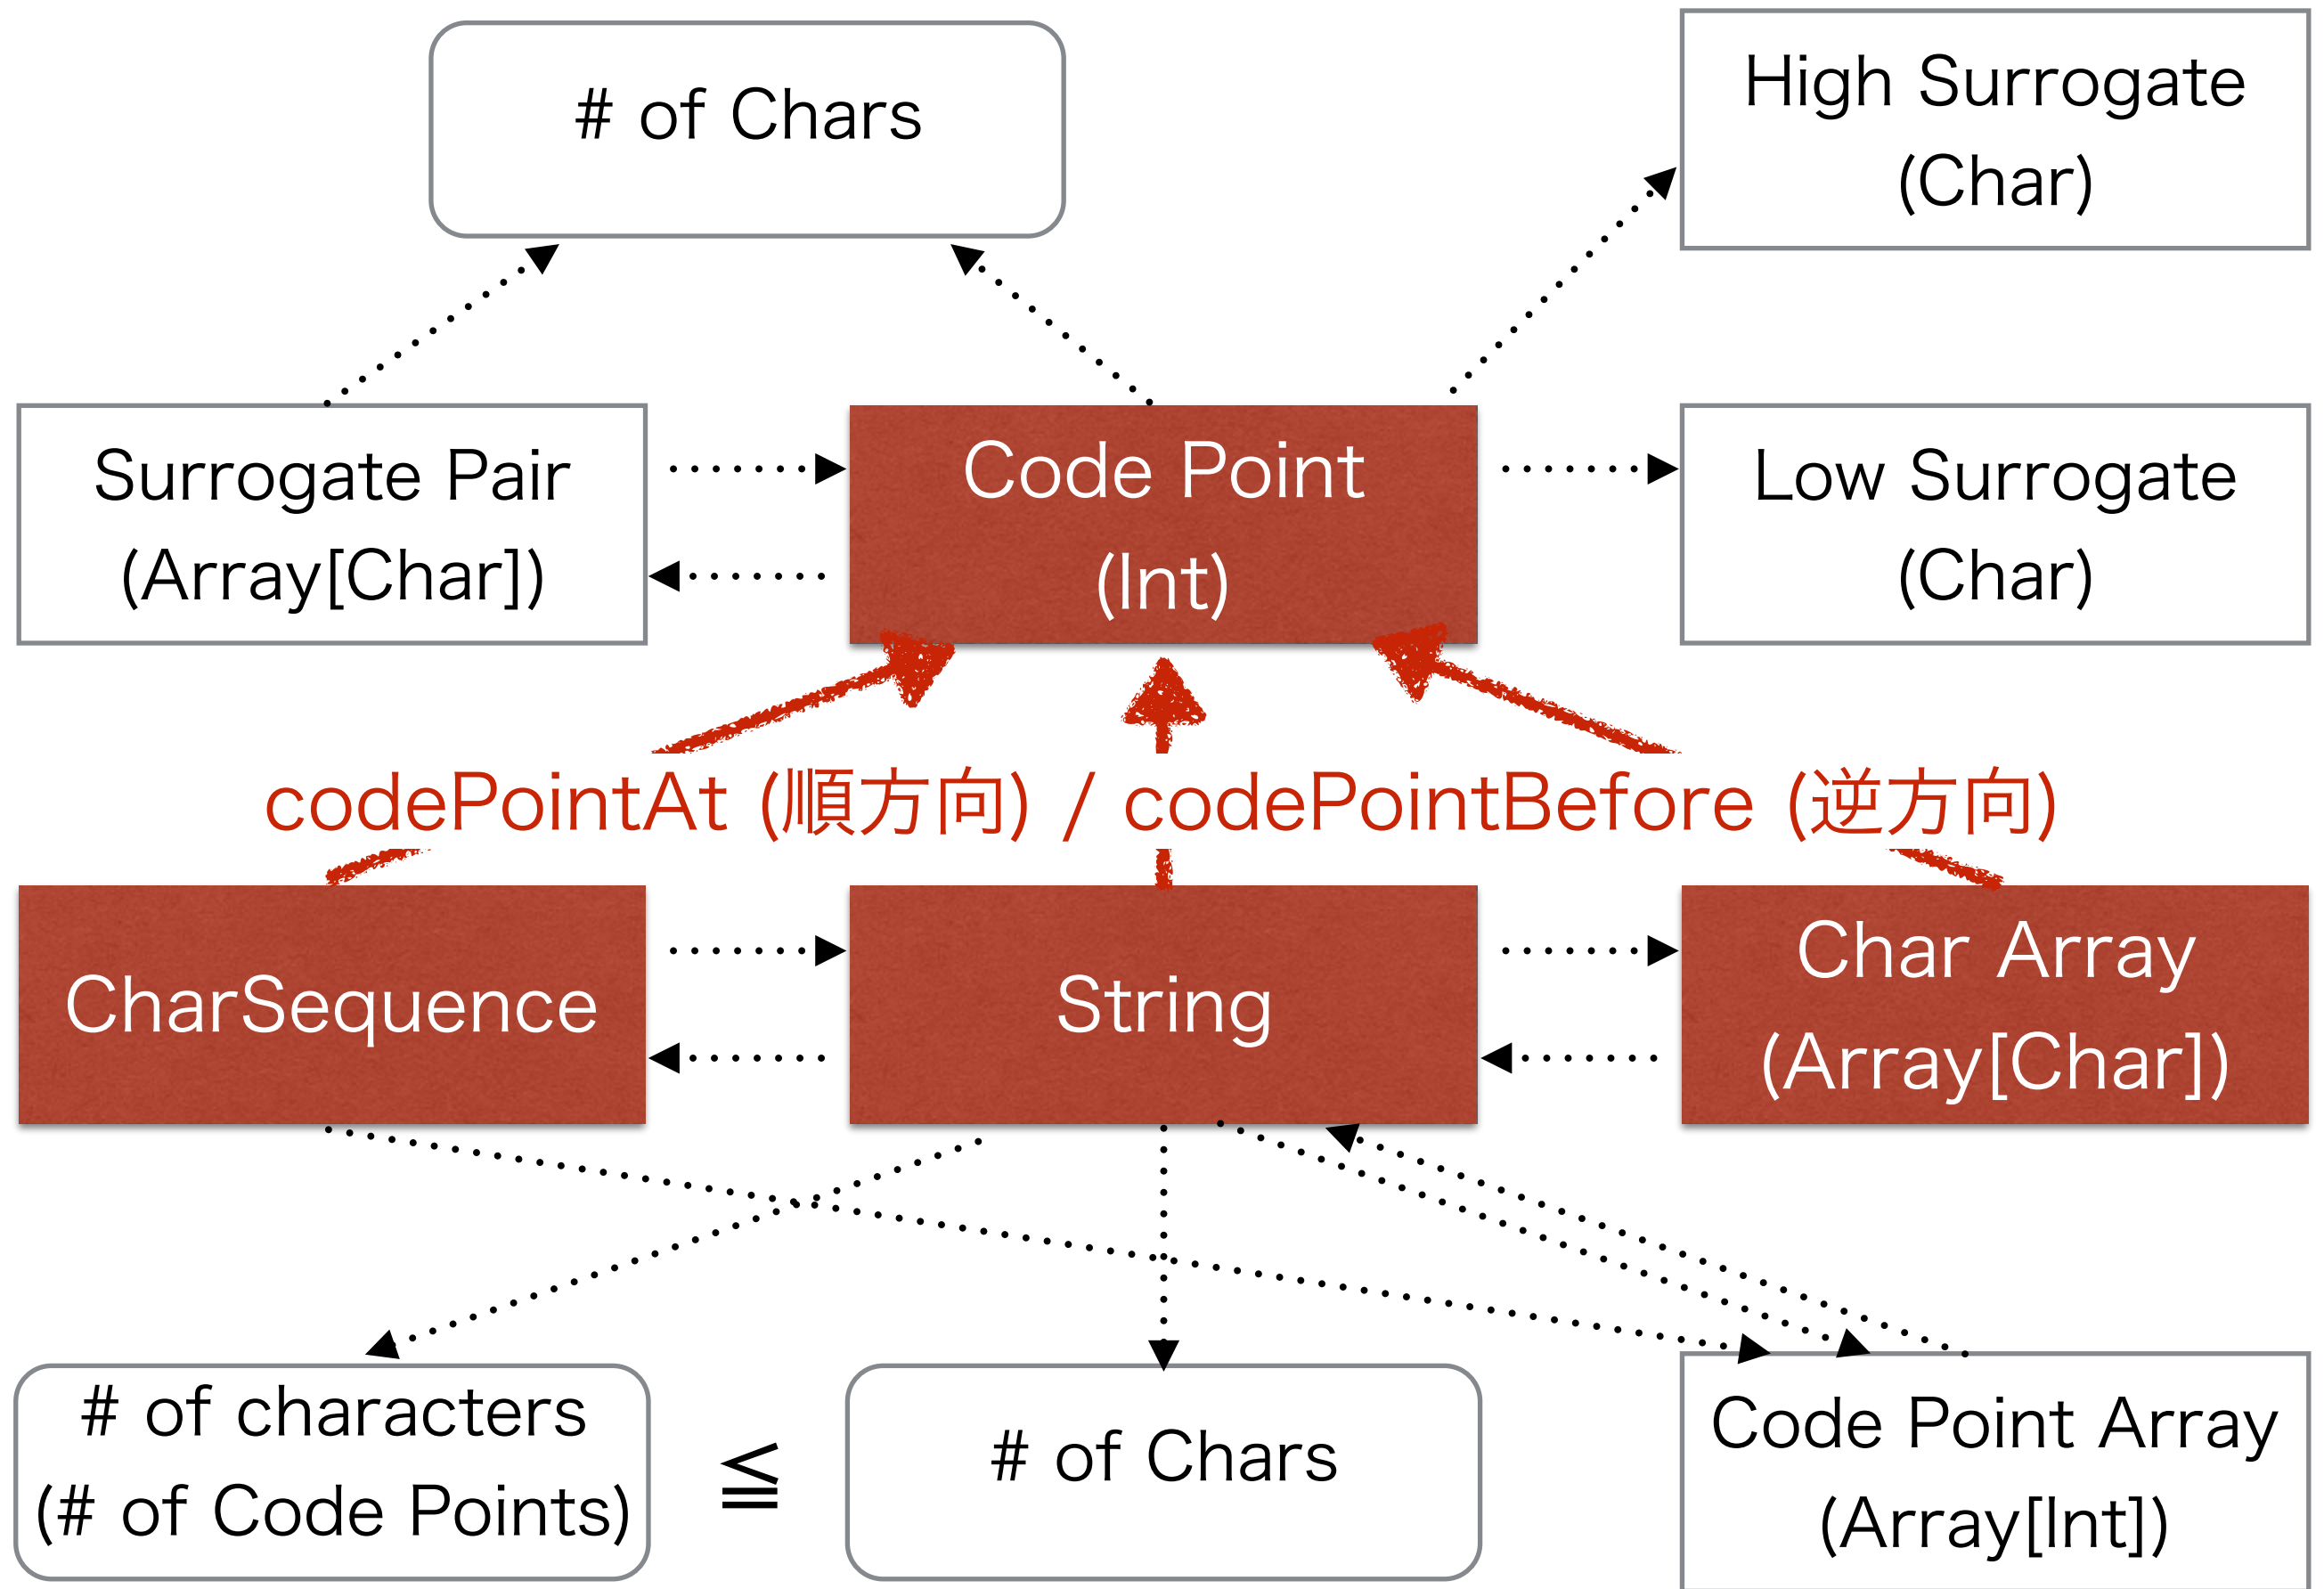 # of Chars
High Surrogate
(Char)
Surrogate Pair
(Array[Char])
Code Point
(Int)
Low Surrogate
(Char)
codePointAt (順方向) / codePointBefore (逆方向)
CharSequence
String
Char Array
(Array[Char])
# of characters
(# of Code Points)
≦
# of Chars
Code Point Array
(Array[Int])